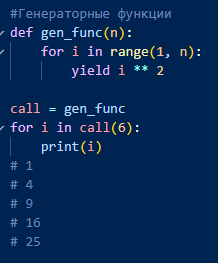 #Генераторные функции
def gen_func(n):
    for i in range(1, n):
        yield i ** 2

call = gen_func
for i in call(6):
    print(i)
# 1
# 4
# 9
# 16
# 25